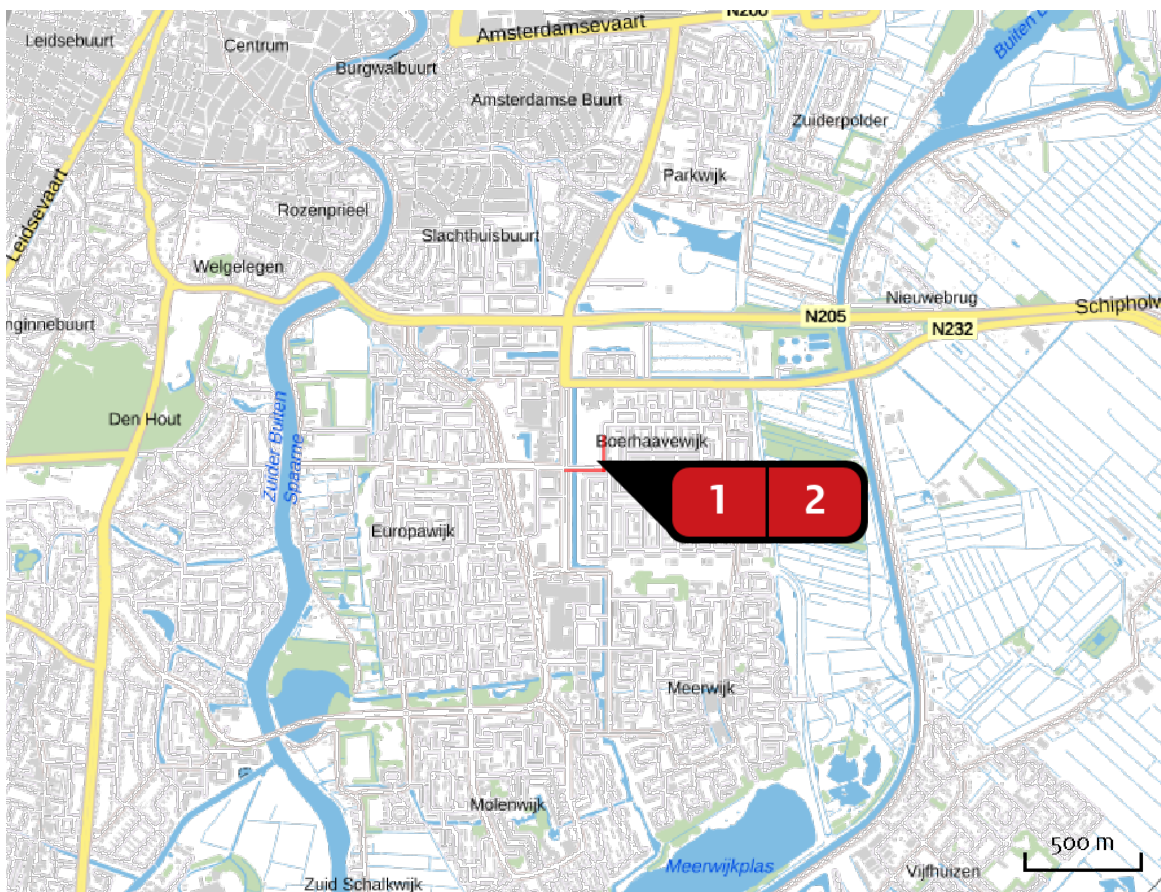 N200
Amsterdamsevaart
Buiten
Leidsebuurt
Centrum
Burgwalbuurt
Amsterdamse Buurt
Zuiderpolder
Parkwijk
Leidsevaart
Rozenprieel
Slachthuisbuurt
Welgelegen
Nieuwebrug
Schipholw
N205
N232
nginnebuurt
Den Hout
Zuider Buiten
Spaarne
Boerhaavewijk
1 2
Europawijk
Meerwijk
Molenwijk
Meerwijkplas
500 m
Vijfhuizen
Zuid Schalkwijk